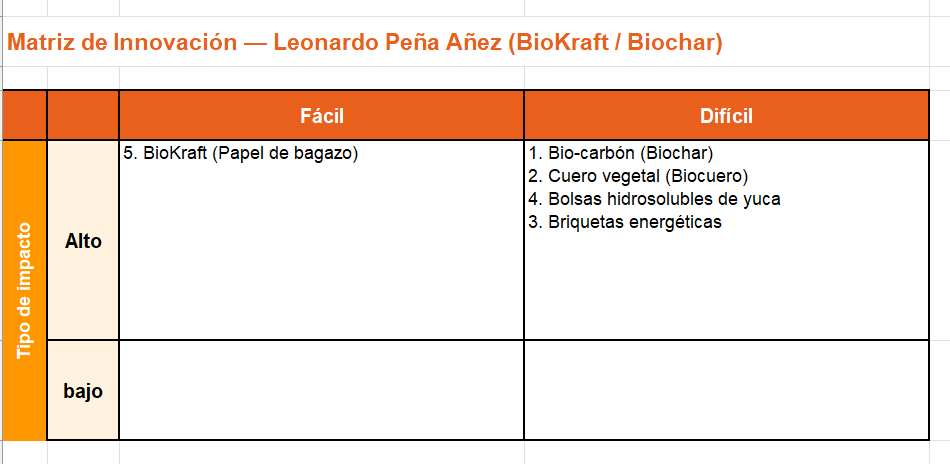 Matriz de Innovación — Leonardo Peña Añez (BioKraft / Biochar)
Fácil
Difícil
Tipo de impacto
Alto
5. BioKraft (Papel de bagazo)
1. Bio-carbón (Biochar)
2. Cuero vegetal (Biocuero)
4. Bolsas hidrosolubles de yuca
3. Briquetas energéticas
bajo